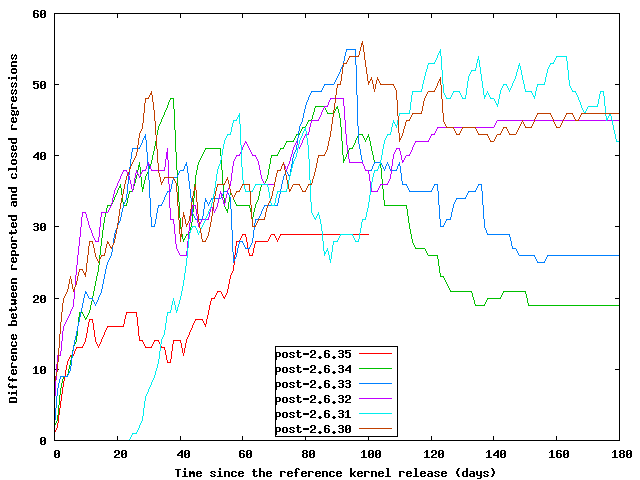 60
50
40
30
20
10
0
Difference between reported and closed regressions
post-2.6.35
post-2.6.34
post-2.6.33
post-2.6.32
post-2.6.31
post-2.6.30
0 20 40 60 80 100 120 140 160 180
Time since the reference kernel release (days)